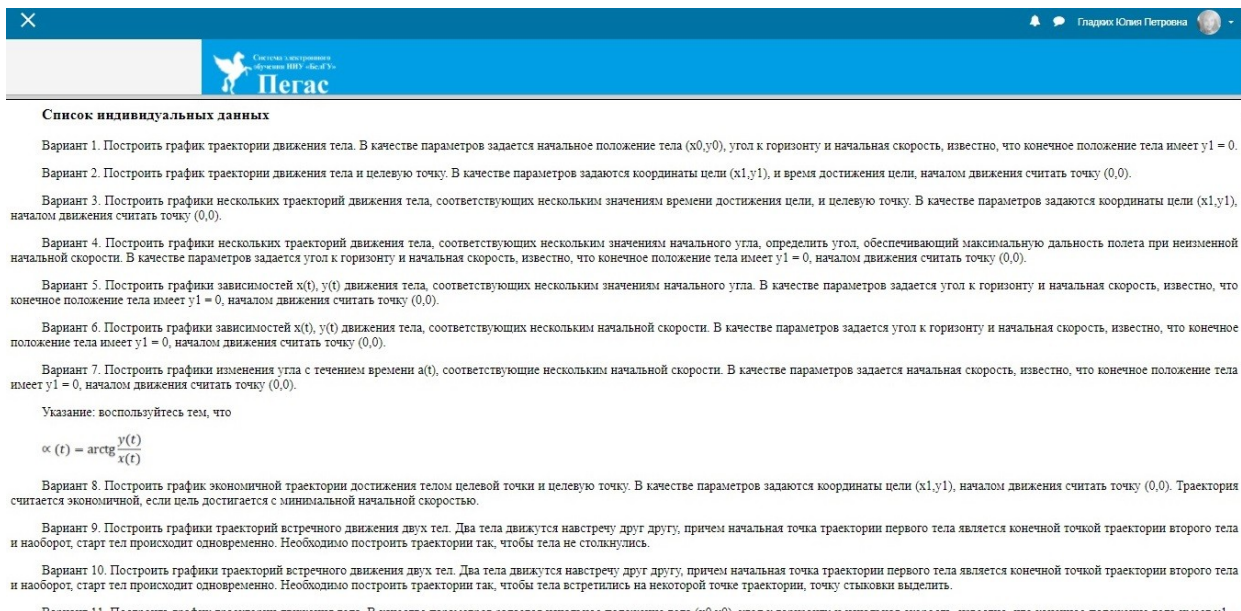 Гладких Юлия Петровна
Система электронного
обучения НИУ «БелГУ»
Пегас
Список индивидуальных данных
Вариант 1. Построить график траектории движения тела. В качестве параметров задается начальное положение тела (x0,y0), угол к горизонту и начальная скорость, известно, что конечное положение тела имеет y1 = 0.
Вариант 2. Построить график траектории движения тела и целевую точку. В качестве параметров задаются координаты цели (x1,y1), и время достижения цели, началом движения считать точку (0,0).
Вариант 3. Построить графики нескольких траекторий движения тела, соответствующих нескольким значениям времени достижения цели, и целевую точку. В качестве параметров задаются координаты цели (x1,y1),
началом движения считать точку (0,0).
Вариант 4. Построить графики нескольких траекторий движения тела, соответствующих нескольким значениям начального угла, определить угол, обеспечивающий максимальную дальность полета при неизменной
начальной скорости. В качестве параметров задается угол к горизонту и начальная скорость, известно, что конечное положение тела имеет y1 = 0, началом движения считать точку (0,0).
Вариант 5. Построить графики зависимостей x(t), y(t) движения тела, соответствующих нескольким значениям начального угла. В качестве параметров задается угол к горизонту и начальная скорость, известно, что
конечное положение тела имеет y1 = 0, началом движения считать точку (0,0).
Вариант 6. Построить графики зависимостей x(t), y(t) движения тела, соответствующих нескольким начальной скорости. В качестве параметров задается угол к горизонту и начальная скорость, известно, что конечное
положение тела имеет y1 = 0, началом движения считать точку (0,0).
Вариант 7. Построить графики изменения угла с течением времени a(t), соответствующие нескольким начальной скорости. В качестве параметров задается начальная скорость, известно, что конечное положение тела
имеет y1 = 0, началом движения считать точку (0,0).
Указание: воспользуйтесь тем, что
∝ (t) = arctg y(t)/x(t)
Вариант 8. Построить график экономичной траектории достижения телом целевой точки и целевую точку. В качестве параметров задаются координаты цели (x1,y1), началом движения считать точку (0,0). Траектория
считается экономичной, если цель достигается с минимальной начальной скоростью.
Вариант 9. Построить графики траекторий встречного движения двух тел. Два тела движутся навстречу друг другу, причем начальная точка траектории первого тела является конечной точкой траектории второго тела
и наоборот, старт тел происходит одновременно. Необходимо построить траектории так, чтобы тела не столкнулись.
Вариант 10. Построить графики траекторий встречного движения двух тел. Два тела движутся навстречу друг другу, причем начальная точка траектории первого тела является конечной точкой траектории второго тела
и наоборот, старт тел происходит одновременно. Необходимо построить траектории так, чтобы тела встретились на некоторой точке траектории, точку стыковки выделить.